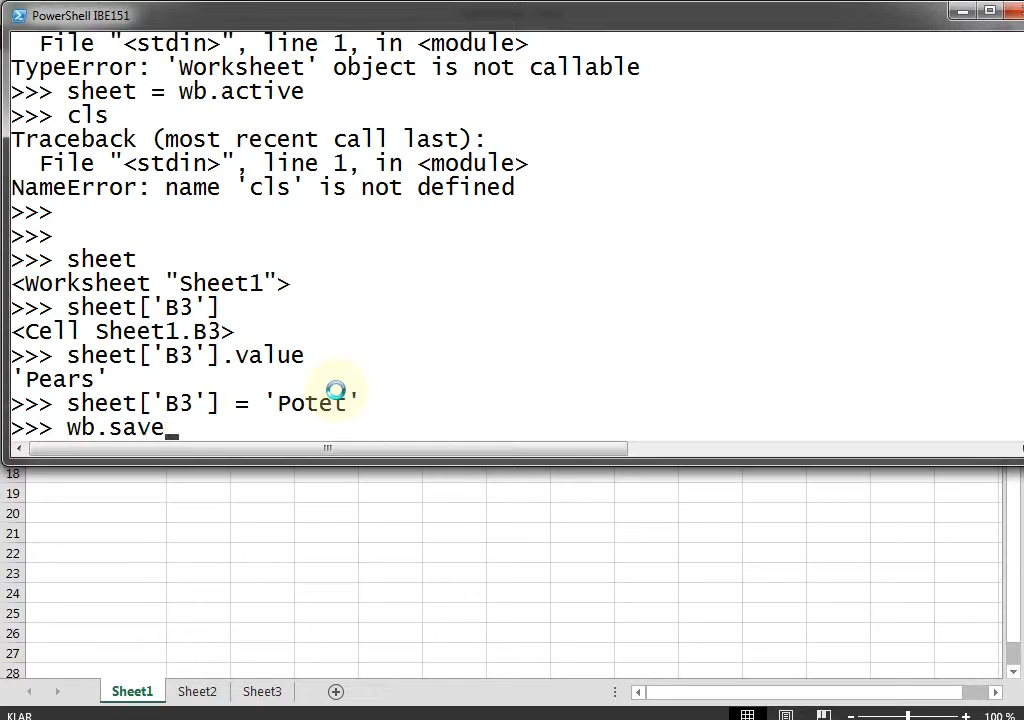 PowerShell IBE151
File "<stdin>", line 1, in <module>
TypeError: 'Worksheet' object is not callable
>>> sheet = wb.active
>>> cls
Traceback (most recent call last):
File "<stdin>", line 1, in <module>
NameError: name 'cls' is not defined
>>>
>>>
>>> sheet
<Worksheet "Sheet1">
>>> sheet['B3']
<Cell Sheet1.B3>
>>> sheet['B3'].value
'Pears'
>>> sheet['B3'] = 'Potet'
>>> wb.save_
18
19
20
21
22
23
24
25
26
27
28
Sheet1 Sheet2 Sheet3
KLAR 100 %